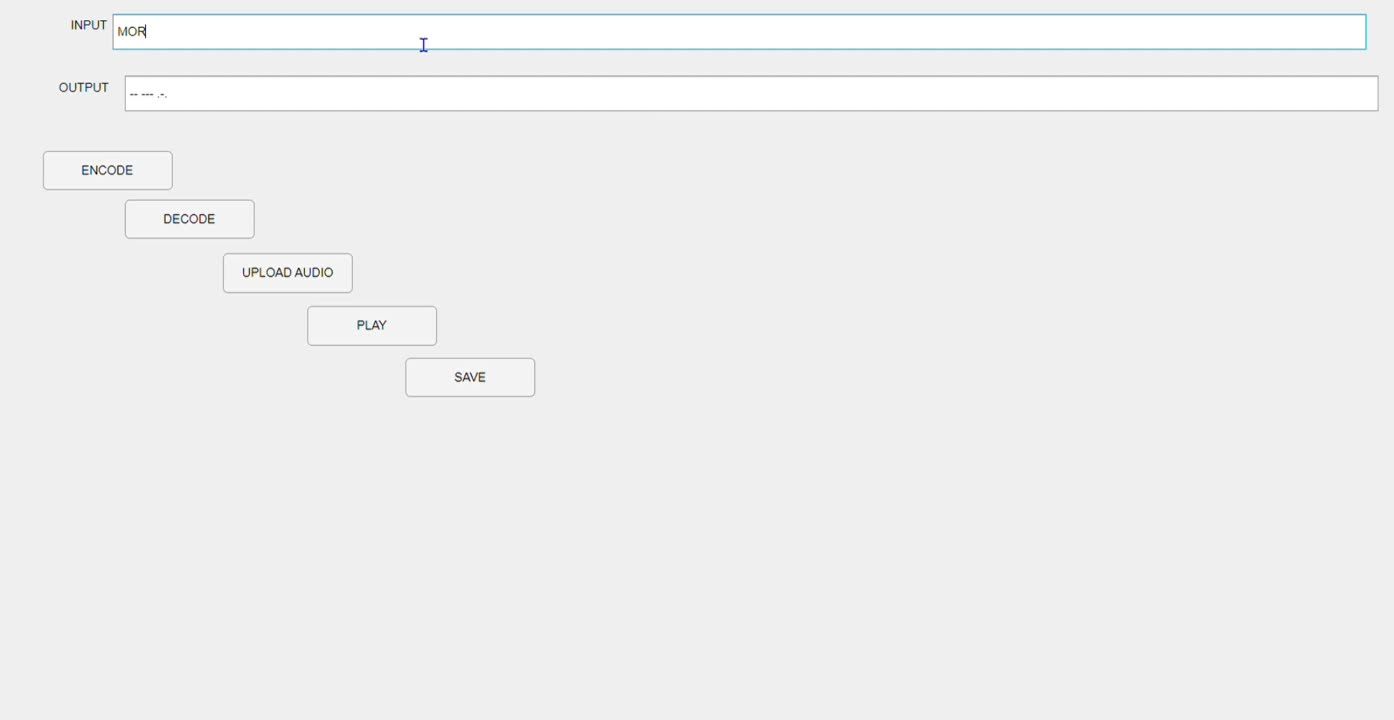 INPUT MOR
OUTPUT -- --- .-.
ENCODE
DECODE
UPLOAD AUDIO
PLAY
SAVE